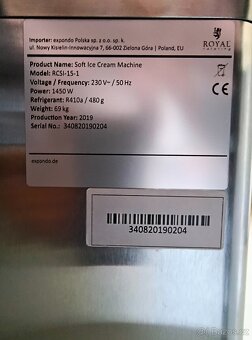 Importer: expondo Polska sp. z o.o. sp. k.
ul. Nowy Kisielin-Innowacyjna 7, 66-002 Zielona Góra | Poland, EU
ROYAL
catering
Product Name: Soft Ice Cream Machine
Model: RCSI-15-1
Voltage / Frequency: 230 V~ / 50 Hz
Power: 1450 W
Refrigerant: R410a / 480 g
Weight: 69 kg
Production Year: 2019
Serial No.: 340820190204
expondo.de
CE
340820190204